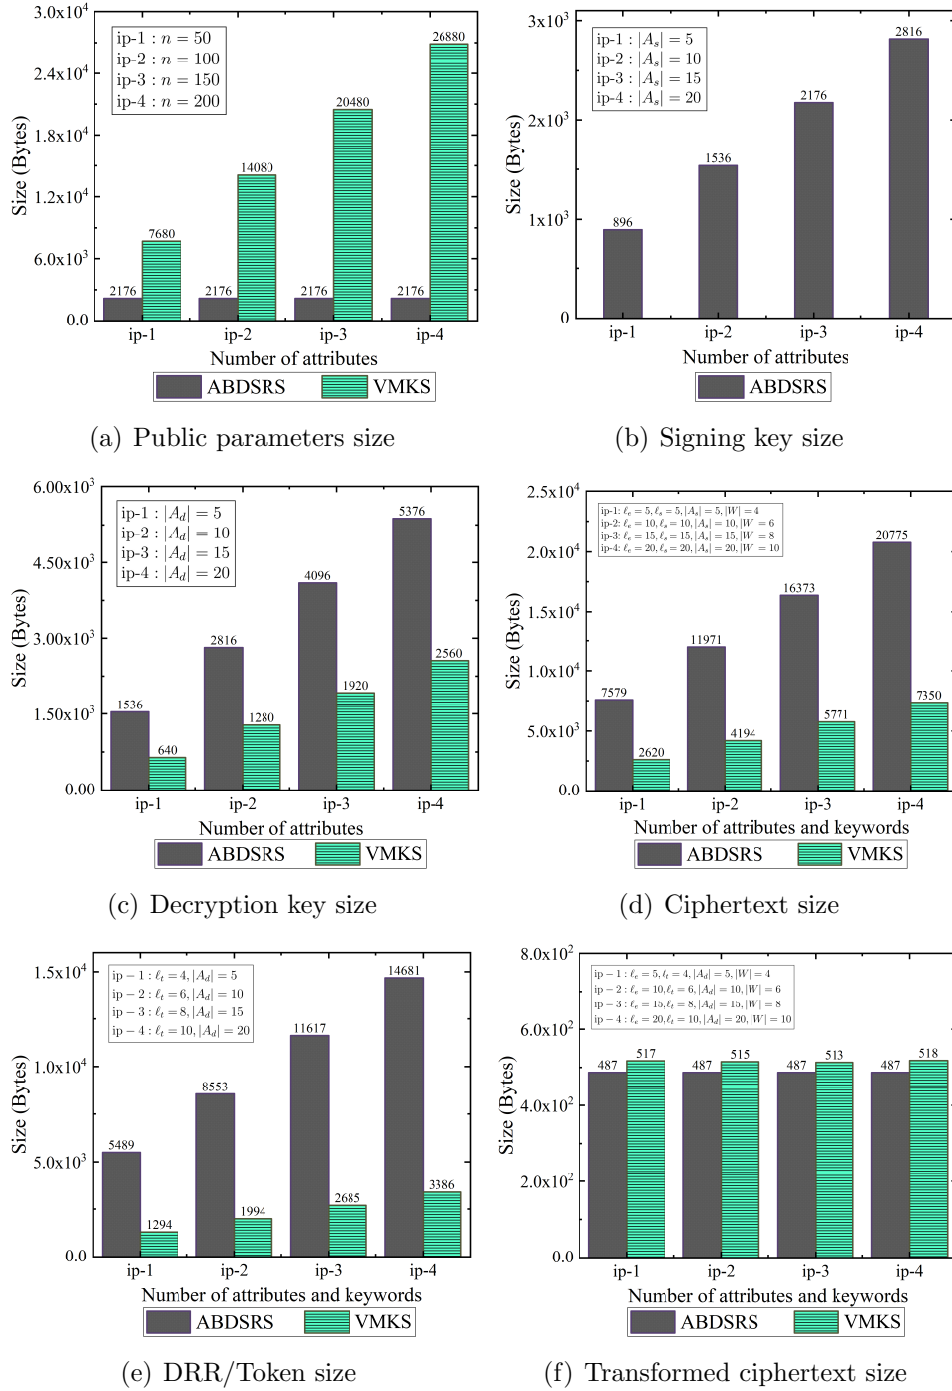 3.0x10^4
2.4x10^4
1.8x10^4
1.2x10^4
6.0x10^3
0.0
Size (Bytes)
ip-1 : n = 50
ip-2 : n = 100
ip-3 : n = 150
ip-4 : n = 200
2176 7680 2176 14080 2176 20480 2176 26880
ip-1 ip-2 ip-3 ip-4
Number of attributes
ABDSRS VMKS
(a) Public parameters size
3x10^3
2x10^3
1x10^3
0
Size (Bytes)
ip-1 : |A_s| = 5
ip-2 : |A_s| = 10
ip-3 : |A_s| = 15
ip-4 : |A_s| = 20
896 1536 2176 2816
ip-1 ip-2 ip-3 ip-4
Number of attributes
ABDSRS
(b) Signing key size
6.00x10^3
4.50x10^3
3.00x10^3
1.50x10^3
0.00
Size (Bytes)
ip-1 : |A_d| = 5
ip-2 : |A_d| = 10
ip-3 : |A_d| = 15
ip-4 : |A_d| = 20
1536 640 2816 1280 4096 1920 5376 2560
ip-1 ip-2 ip-3 ip-4
Number of attributes
ABDSRS VMKS
(c) Decryption key size
2.5x10^4
2.0x10^4
1.5x10^4
1.0x10^4
5.0x10^3
0.0
Size (Bytes)
ip-1: ℓ_e = 5, ℓ_s = 5, |A_s| = 5, |W| = 4
ip-2: ℓ_e = 10, ℓ_s = 10, |A_s| = 10, |W = 6
ip-3: ℓ_e = 15, ℓ_s = 15, |A_s| = 15, |W = 8
ip-4: ℓ_e = 20, ℓ_s = 20, |A_s| = 20, |W = 10
7579 2620 11971 4194 16373 5771 20775 7350
ip-1 ip-2 ip-3 ip-4
Number of attributes and keywords
ABDSRS VMKS
(d) Ciphertext size
1.5x10^4
1.0x10^4
5.0x10^3
0.0
Size (Bytes)
ip − 1 : ℓ_t = 4, |A_d| = 5
ip − 2 : ℓ_t = 6, |A_d| = 10
ip − 3 : ℓ_t = 8, |A_d| = 15
ip − 4 : ℓ_t = 10, |A_d| = 20
5489 1294 8553 1994 11617 2685 14681 3386
ip-1 ip-2 ip-3 ip-4
Number of attributes and keywords
ABDSRS VMKS
(e) DRR/Token size
8.0x10^2
6.0x10^2
4.0x10^2
2.0x10^2
0.0
Size (Bytes)
ip − 1 : ℓ_e = 5, ℓ_t = 4, |A_d| = 5, |W| = 4
ip − 2 : ℓ_e = 10, ℓ_t = 6, |A_d| = 10, |W| = 6
ip − 3 : ℓ_e = 15, ℓ_t = 8, |A_d| = 15, |W| = 8
ip − 4 : ℓ_e = 20, ℓ_t = 10, |A_d| = 20, W| = 10
487 517 487 515 487 513 487 518
ip-1 ip-2 ip-3 ip-4
Number of attributes and keywords
ABDSRS VMKS
(f) Transformed ciphertext size